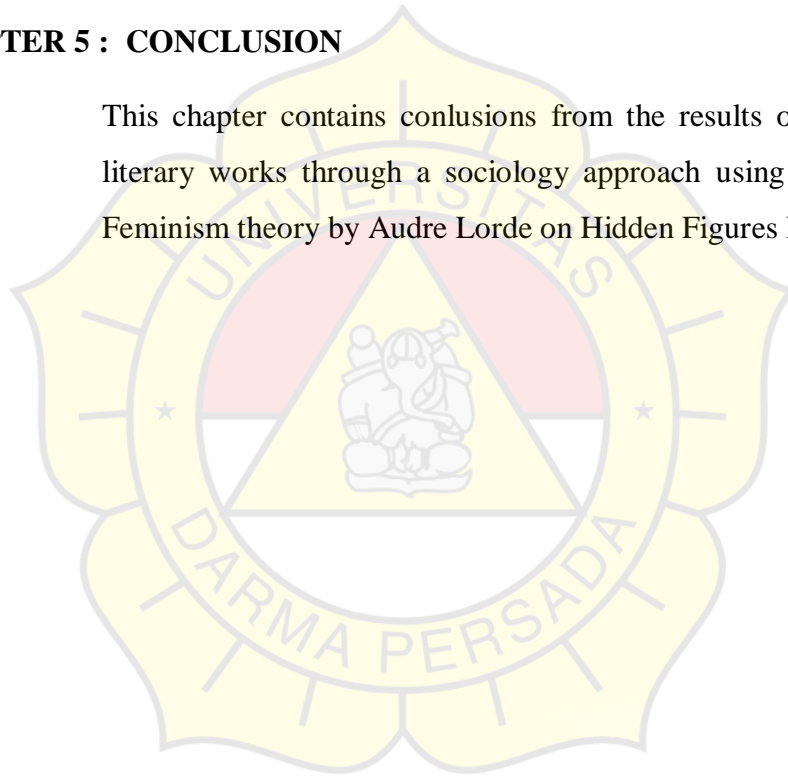 TER 5 : CONCLUSION
This chapter contains conlusions from the results o
literary works through a sociology approach using
Feminism theory by Audre Lorde on Hidden Figures
UNIVERSITAS
DARMA PERSADA